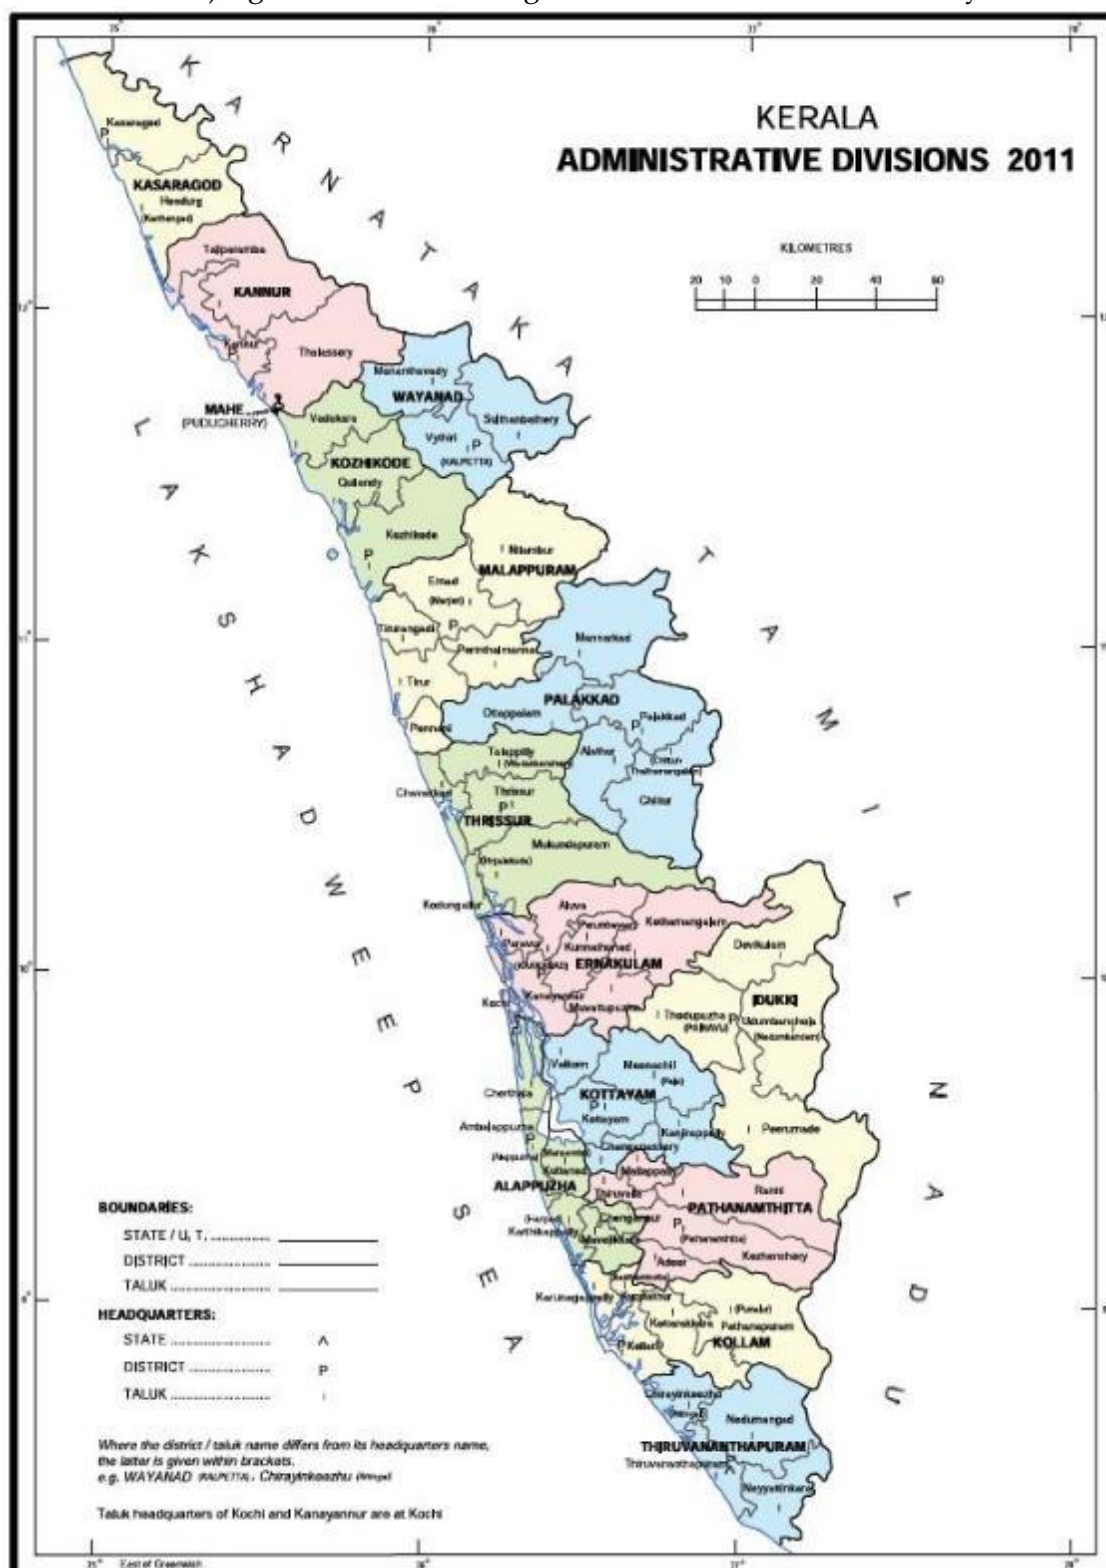 KERALA
ADMINISTRATIVE DIVISIONS 2011
KILOMETRES
20 10 0 20 40 60
KARNATAKA
TAMIL NADU
LAKSHADWEEP SEA
Kasaragod
P
KASARAGOD
Hosdurg
Taliparamba
KANNUR
Kannur
P
Thalassery
MAHE
(PUDUCHERRY)
Mananthavady
WAYANAD
Sulthanbathery
Vythiri
P
(KALPETTA)
Vadakara
KOZHIKODE
Quilandy
Kozhikode
P
Nilambur
MALAPPURAM
Ernad
(Manjeri)
P
Tirurangadi
Perinthalmanna
Tirur
Ponnani
Mannarkad
PALAKKAD
Ottappalam
Palakkad
P
Alathur
Chittur
Talappilly
Chavakkad
Thrissur
P
THRISSUR
Mukundapuram
Kodungallur
Aluva
Kothamangalam
Paravur
Kunnathunad
ERNAKULAM
Kochi
Kanayannur
Devikulam
IDUKKI
Thodupuzha
P
(PAINAVU)
Peerumade
Vaikom
Meenachil
KOTTAYAM
P
Kottayam
Kanjirappally
Changanassery
Cherthala
Ambalappuzha
P
Kuttanad
ALAPPUZHA
Chengannur
Karthikappally
Mavelikkara
Mallappally
Thiruvalla
Ranni
PATHANAMTHITTA
P
Kozhenchery
Adoor
Karunagappally
Kottarakkara
(Punalur)
Pathanapuram
P
Kollam
KOLLAM
Chirayinkeezhu
Nedumangad
THIRUVANANTHAPURAM
Thiruvananthapuram
P
Neyyattinkara
BOUNDARIES:
STATE / U. T.
DISTRICT
TALUK
HEADQUARTERS:
STATE
DISTRICT P
TALUK
Where the district / taluk name differs from its headquarters name,
the latter is given within brackets.
e.g. WAYANAD (KALPETTA), Chirayinkeezhu (Attingal)
Taluk headquarters of Kochi and Kanayannur are at Kochi
East of Greenwich